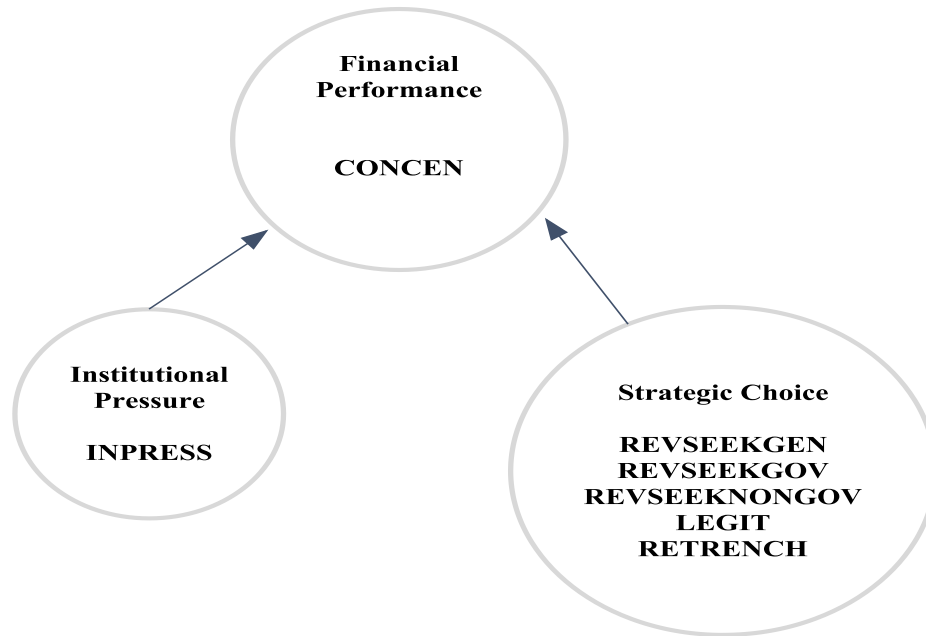 Financial
Performance
CONCEN
Institutional
Pressure
INPRESS
Strategic Choice
REVSEEKGEN
REVSEEKGOV
REVSEEKNONGOV
LEGIT
RETRENCH